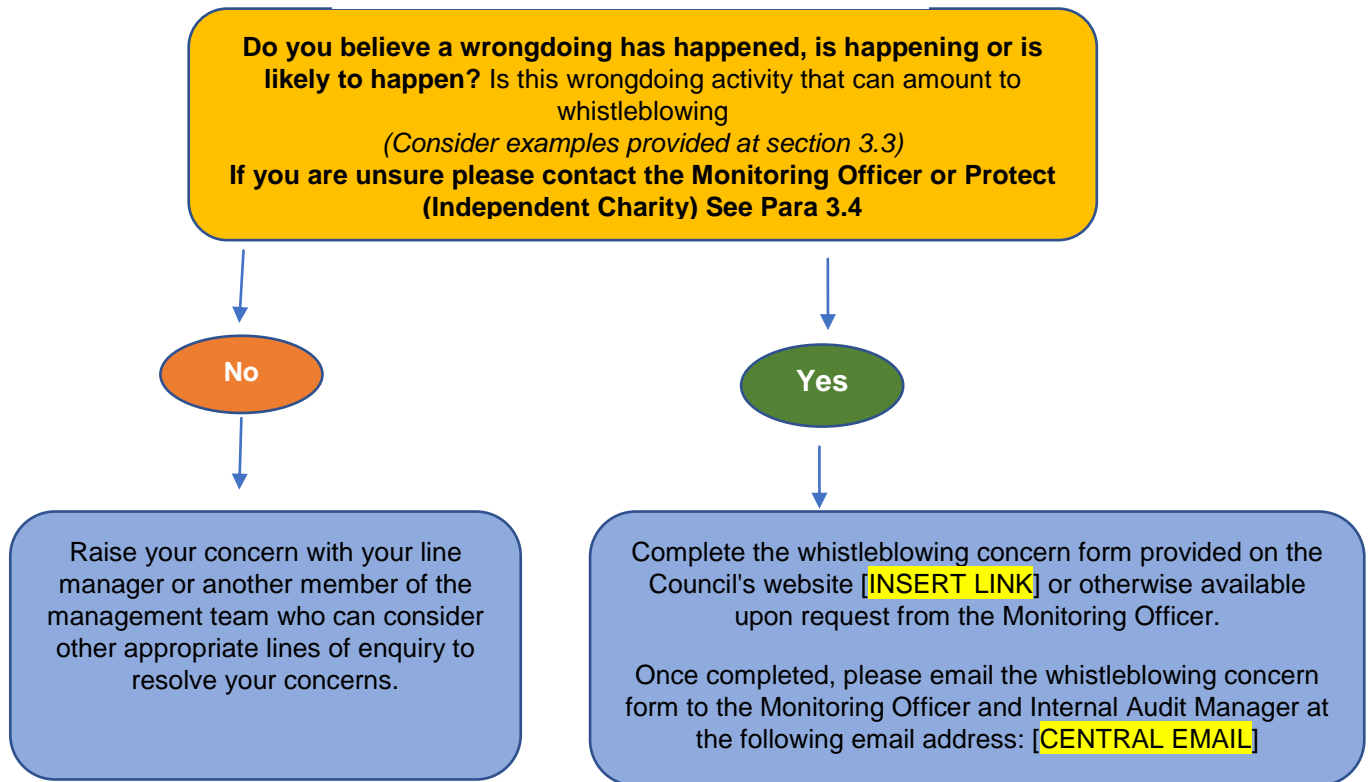 Do you believe a wrongdoing has happened, is happening or is
likely to happen? Is this wrongdoing activity that can amount to
whistleblowing
(Consider examples provided at section 3.3)
If you are unsure please contact the Monitoring Officer or Protect
(Independent Charity) See Para 3.4
No
Yes
Raise your concern with your line
manager or another member of the
management team who can consider
other appropriate lines of enquiry to
resolve your concerns.
Complete the whistleblowing concern form provided on the
Council's website [INSERT LINK] or otherwise available
upon request from the Monitoring Officer.
Once completed, please email the whistleblowing concern
form to the Monitoring Officer and Internal Audit Manager at
the following email address: [CENTRAL EMAIL]